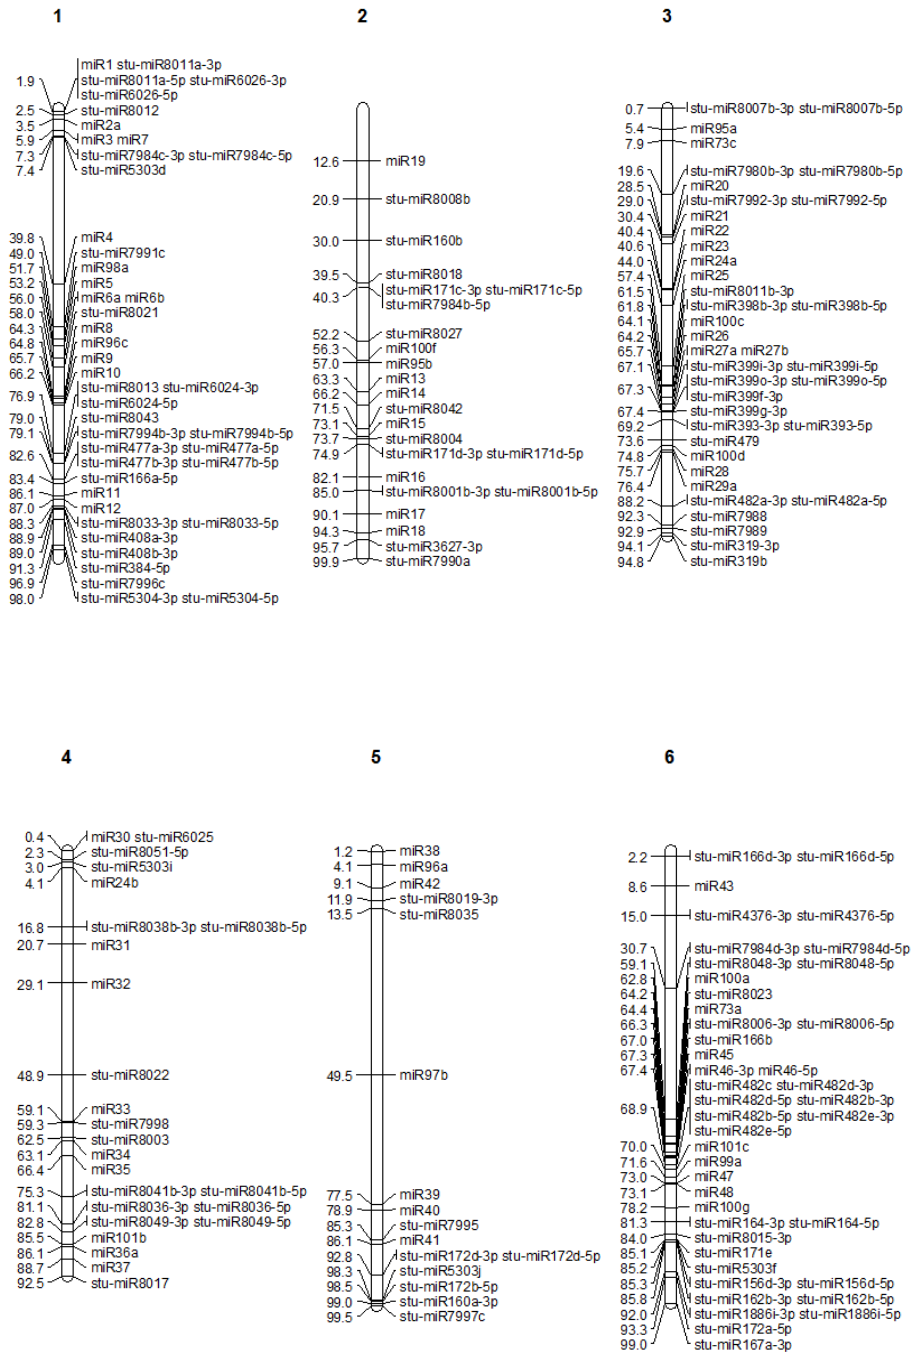 1
miR1 stu-miR8011a-3p
1.9 stu-miR8011a-5p stu-miR6026-3p
stu-miR6026-5p
2.5 stu-miR8012
3.5 miR2a
5.9 miR3 miR7
7.3 stu-miR7984c-3p stu-miR7984c-5p
7.4 stu-miR5303d
39.8 miR4
49.0 stu-miR7991c
51.7 miR98a
53.2 miR5
56.0 miR6a miR6b
58.0 stu-miR8021
64.3 miR8
64.8 miR96c
65.7 miR9
66.2 miR10
76.9 stu-miR8013 stu-miR6024-3p
stu-miR6024-5p
79.0 stu-miR8043
79.1 stu-miR7994b-3p stu-miR7994b-5p
82.6 stu-miR477a-3p stu-miR477a-5p
stu-miR477b-3p stu-miR477b-5p
83.4 stu-miR166a-5p
86.1 miR11
87.0 miR12
88.3 stu-miR8033-3p stu-miR8033-5p
88.9 stu-miR408a-3p
89.0 stu-miR408b-3p
91.3 stu-miR384-5p
96.9 stu-miR7996c
98.0 stu-miR5304-3p stu-miR5304-5p
2
12.6 miR19
20.9 stu-miR8008b
30.0 stu-miR160b
39.5 stu-miR8018
40.3 stu-miR171c-3p stu-miR171c-5p
stu-miR7984b-5p
52.2 stu-miR8027
56.3 miR100f
57.0 miR95b
63.3 miR13
66.2 miR14
71.5 stu-miR8042
73.1 miR15
73.7 stu-miR8004
74.9 stu-miR171d-3p stu-miR171d-5p
82.1 miR16
85.0 stu-miR8001b-3p stu-miR8001b-5p
90.1 miR17
94.3 miR18
95.7 stu-miR3627-3p
99.9 stu-miR7990a
3
0.7 stu-miR8007b-3p stu-miR8007b-5p
5.4 miR95a
7.9 miR73c
19.6 stu-miR7980b-3p stu-miR7980b-5p
28.5 miR20
29.0 stu-miR7992-3p stu-miR7992-5p
30.4 miR21
40.4 miR22
40.6 miR23
44.0 miR24a
57.4 miR25
61.5 stu-miR8011b-3p
61.8 stu-miR398b-3p stu-miR398b-5p
64.1 miR100c
64.2 miR26
65.7 miR27a miR27b
67.1 stu-miR399i-3p stu-miR399i-5p
67.3 stu-miR399o-3p stu-miR399o-5p
stu-miR399f-3p
67.4 stu-miR399g-3p
69.2 stu-miR393-3p stu-miR393-5p
73.6 stu-miR479
74.8 miR100d
75.7 miR28
76.4 miR29a
88.2 stu-miR482a-3p stu-miR482a-5p
92.3 stu-miR7988
92.9 stu-miR7989
94.1 stu-miR319-3p
94.8 stu-miR319b
4
0.4 miR30 stu-miR6025
2.3 stu-miR8051-5p
3.0 stu-miR5303i
4.1 miR24b
16.8 stu-miR8038b-3p stu-miR8038b-5p
20.7 miR31
29.1 miR32
48.9 stu-miR8022
59.1 miR33
59.3 stu-miR7998
62.5 stu-miR8003
63.1 miR34
66.4 miR35
75.3 stu-miR8041b-3p stu-miR8041b-5p
81.1 stu-miR8036-3p stu-miR8036-5p
82.8 stu-miR8049-3p stu-miR8049-5p
85.5 miR101b
86.1 miR36a
88.7 miR37
92.5 stu-miR8017
5
1.2 miR38
4.1 miR96a
9.1 miR42
11.9 stu-miR8019-3p
13.5 stu-miR8035
49.5 miR97b
77.5 miR39
78.9 miR40
85.3 stu-miR7995
86.1 miR41
92.8 stu-miR172d-3p stu-miR172d-5p
98.3 stu-miR5303j
98.5 stu-miR172b-5p
99.0 stu-miR160a-3p
99.5 stu-miR7997c
6
2.2 stu-miR166d-3p stu-miR166d-5p
8.6 miR43
15.0 stu-miR4376-3p stu-miR4376-5p
30.7 stu-miR7984d-3p stu-miR7984d-5p
59.1 stu-miR8048-3p stu-miR8048-5p
62.8 miR100a
64.2 stu-miR8023
64.4 miR73a
66.3 stu-miR8006-3p stu-miR8006-5p
67.0 stu-miR166b
67.3 miR45
67.4 miR46-3p miR46-5p
stu-miR482c stu-miR482d-3p
stu-miR482d-5p stu-miR482b-3p
68.9 stu-miR482b-5p stu-miR482e-3p
stu-miR482e-5p
70.0 miR101c
71.6 miR99a
73.0 miR47
73.1 miR48
78.2 miR100g
81.3 stu-miR164-3p stu-miR164-5p
84.0 stu-miR8015-3p
85.1 stu-miR171e
85.2 stu-miR5303f
85.3 stu-miR156d-3p stu-miR156d-5p
85.8 stu-miR162b-3p stu-miR162b-5p
92.0 stu-miR1886i-3p stu-miR1886i-5p
93.3 stu-miR172a-5p
99.0 stu-miR167a-3p